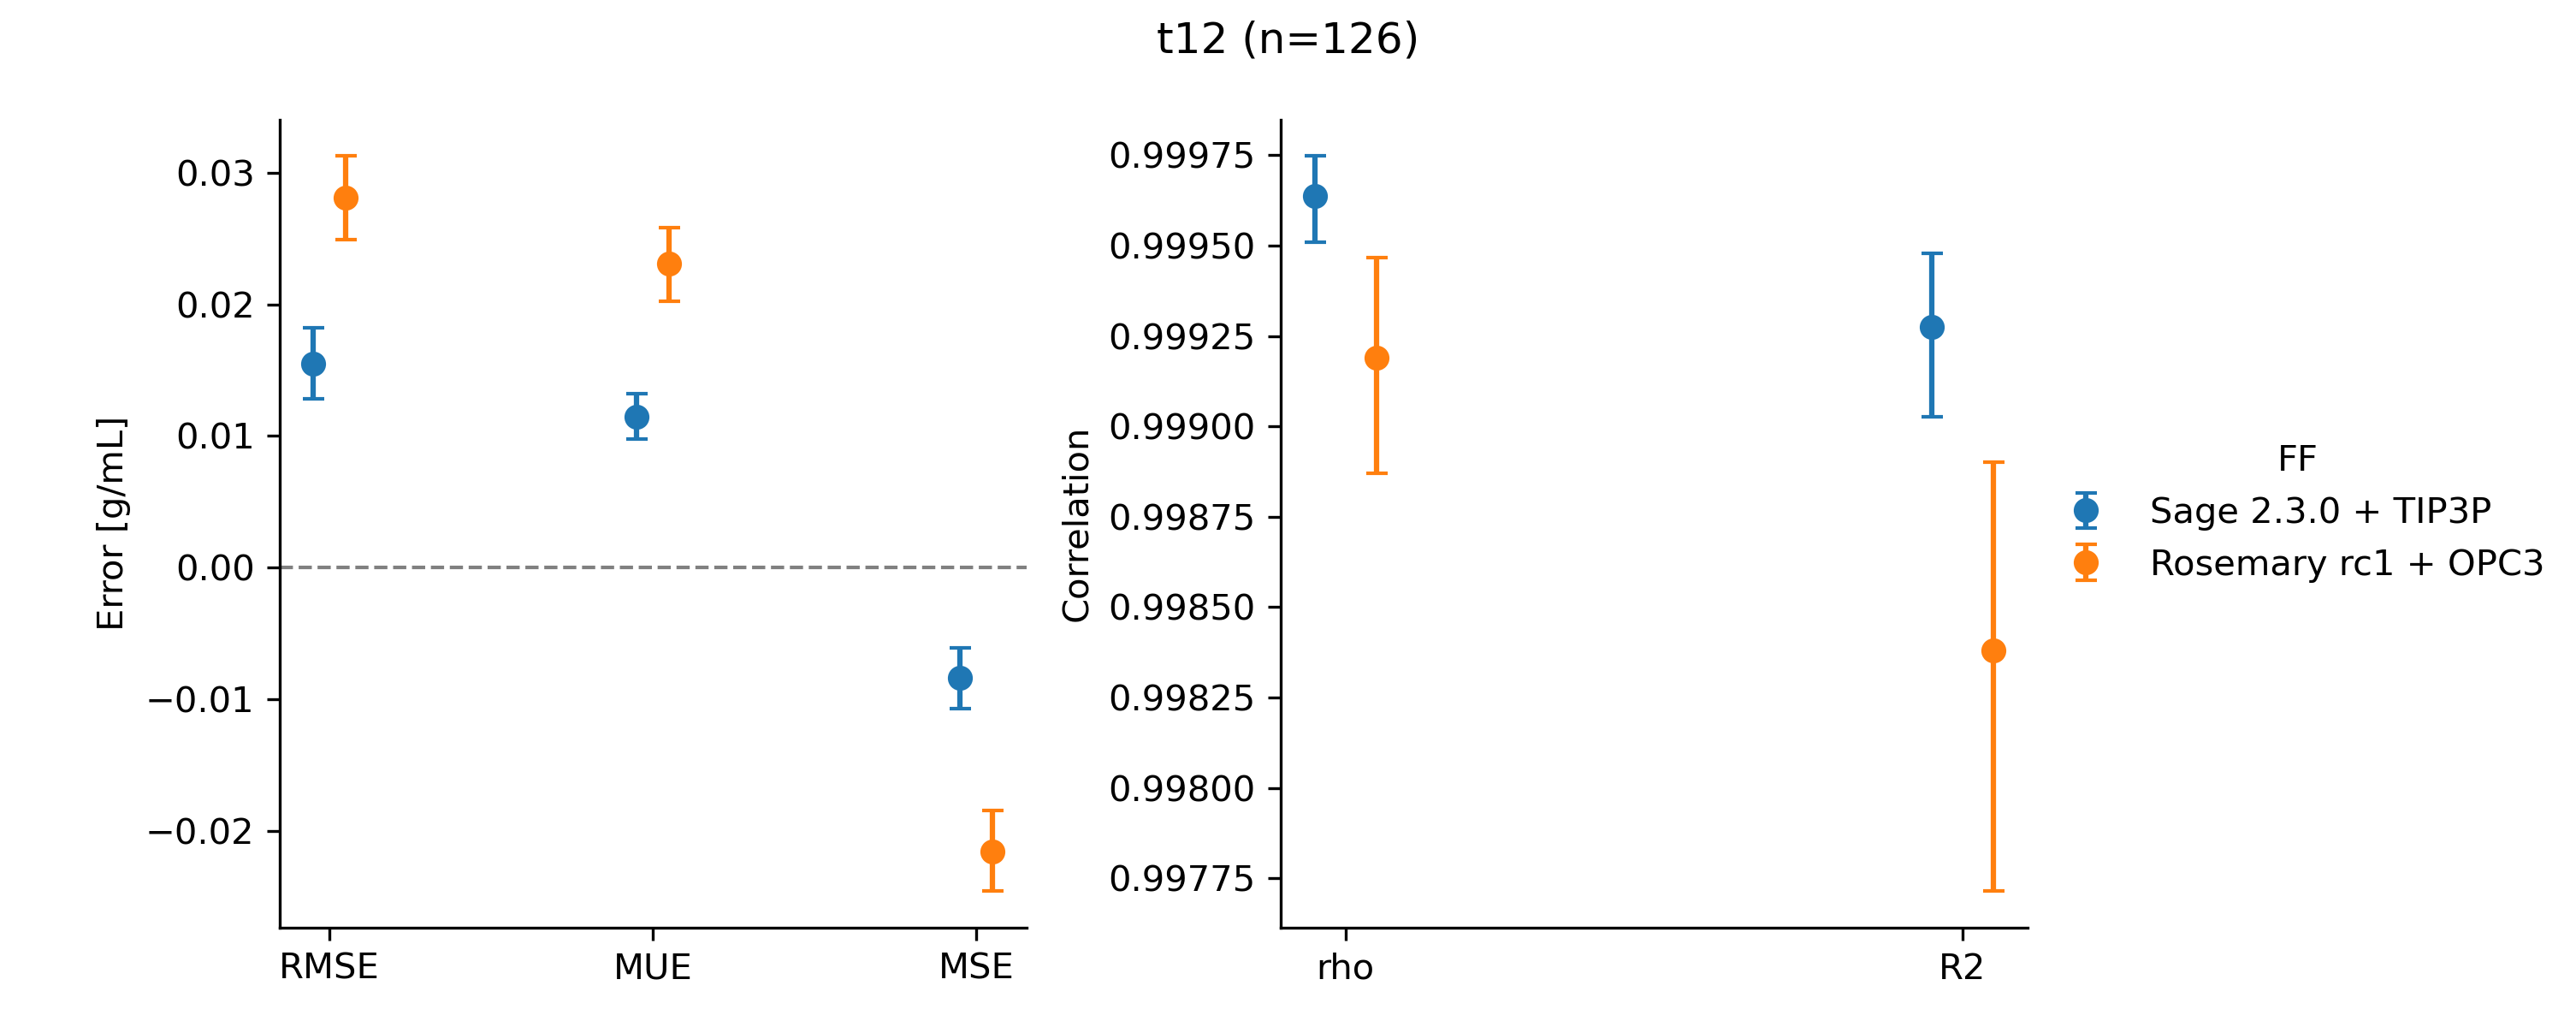 t12 (n=126)
Error [g/mL]
0.03
0.02
0.01
0.00
−0.01
−0.02
RMSE
MUE
MSE
Correlation
0.99975
0.99950
0.99925
0.99900
0.99875
0.99850
0.99825
0.99800
0.99775
rho
R2
FF
Sage 2.3.0 + TIP3P
Rosemary rc1 + OPC3